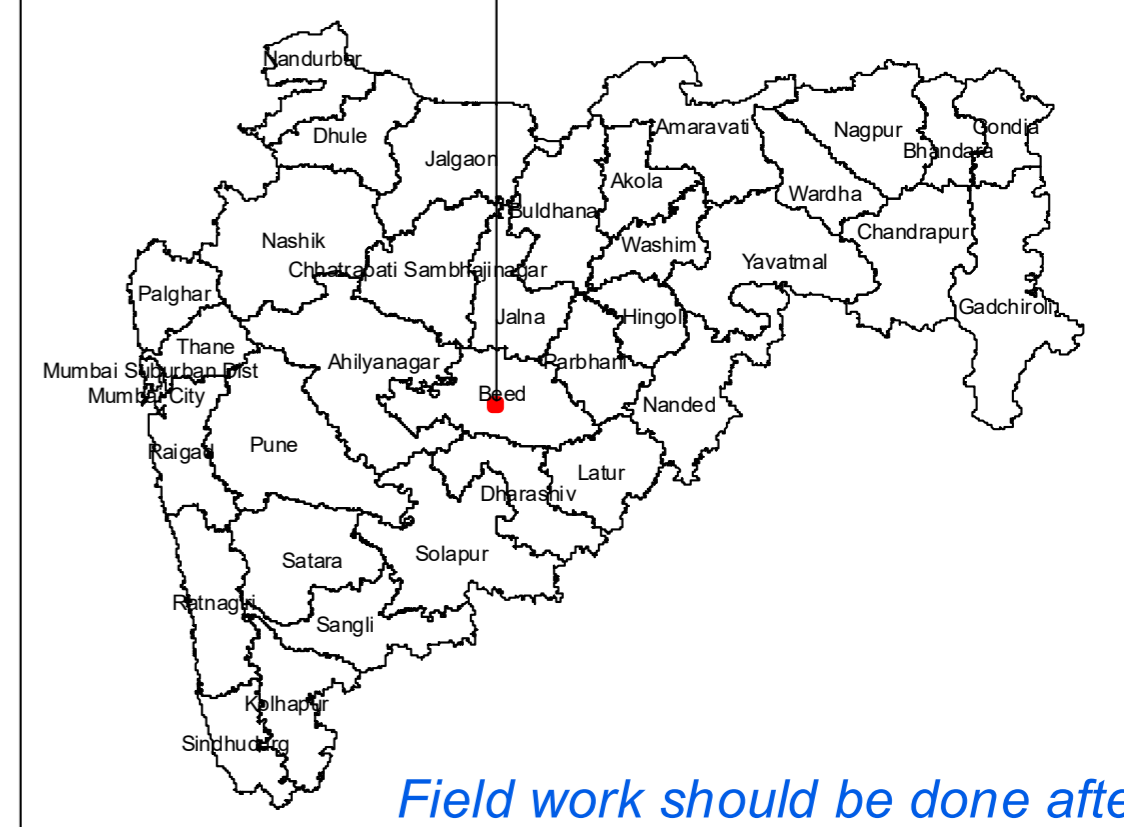 Nandurbar
Dhule
Jalgaon
Amaravati
Nagpur
Gondia
Bhandara
Akola
Wardha
Buldhana
Washim
Chandrapur
Nashik
Chhatrapati Sambhajinagar
Yavatmal
Palghar
Jalna
Hingoli
Gadchiroli
Thane
Ahilyanagar
Parbhani
Mumbai Suburban Dist
Mumbai City
Beed
Nanded
Raigad
Pune
Latur
Dharashiv
Satara
Solapur
Ratnagiri
Sangli
Kolhapur
Sindhudurg
Field work should be done afte